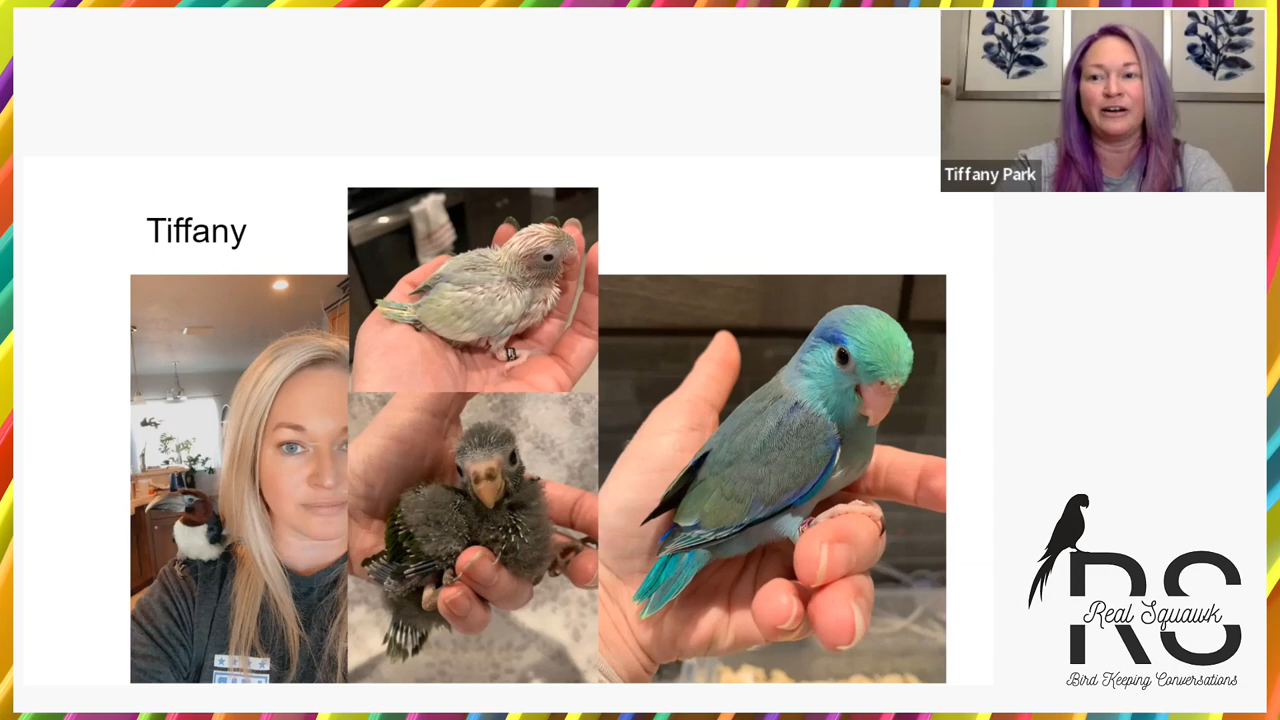 Tiffany Park
Tiffany
RS
Real Squawk
Bird Keeping Conversations